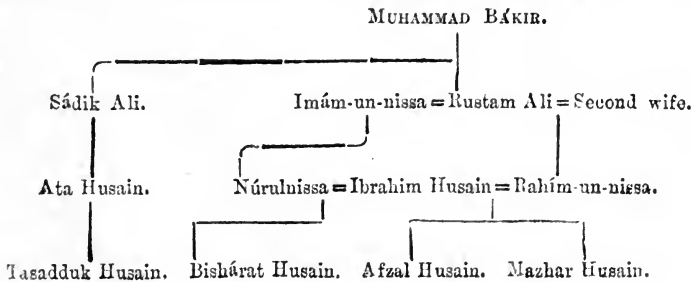 MUHAMMAD BÁKIR.
Sádik Ali. Imám-un-nissa = Rustam Ali = Second wife.
Ata Husain. Núrulnissa = Ibrahim Husain = Rahím-un-nissa.
Tasadduk Husain. Bishárat Husain. Afzal Husain. Mazhar Husain.